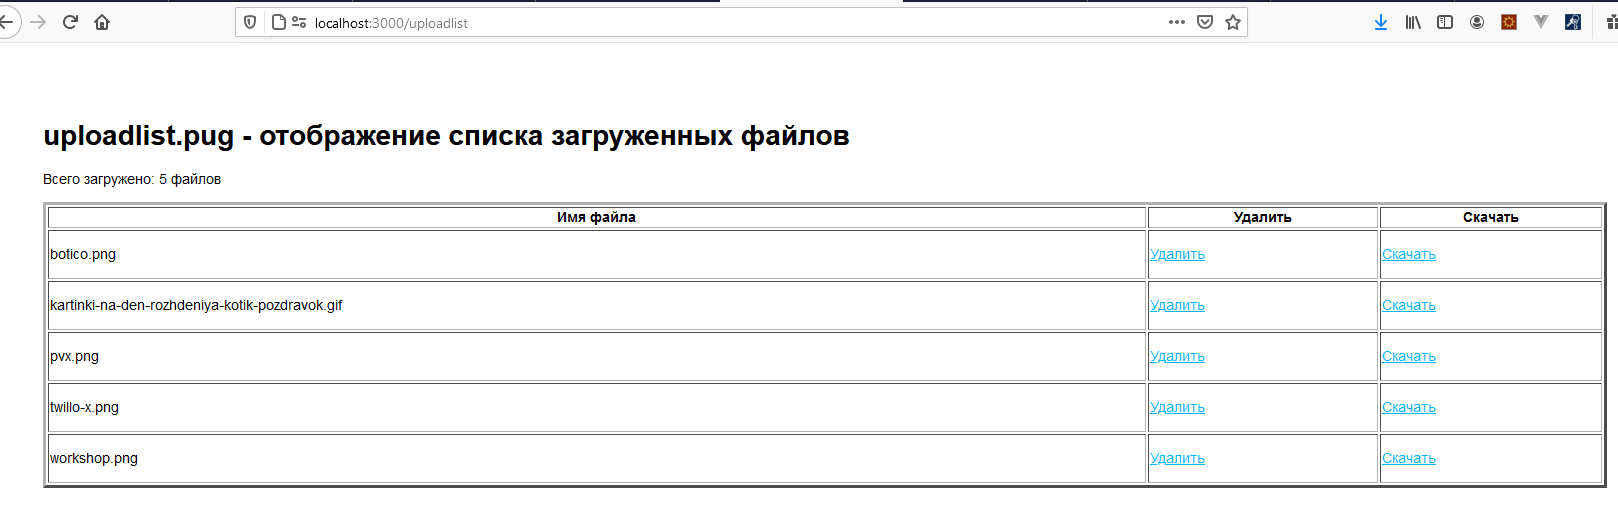 localhost:3000/uploadlist
uploadlist.pug - отображение списка загруженных файлов
Всего загружено: 5 файлов
Имя файла Удалить Скачать
botico.png Удалить Скачать
kartinki-na-den-rozhdeniya-kotik-pozdravok.gif Удалить Скачать
pvx.png Удалить Скачать
twillo-x.png Удалить Скачать
workshop.png Удалить Скачать